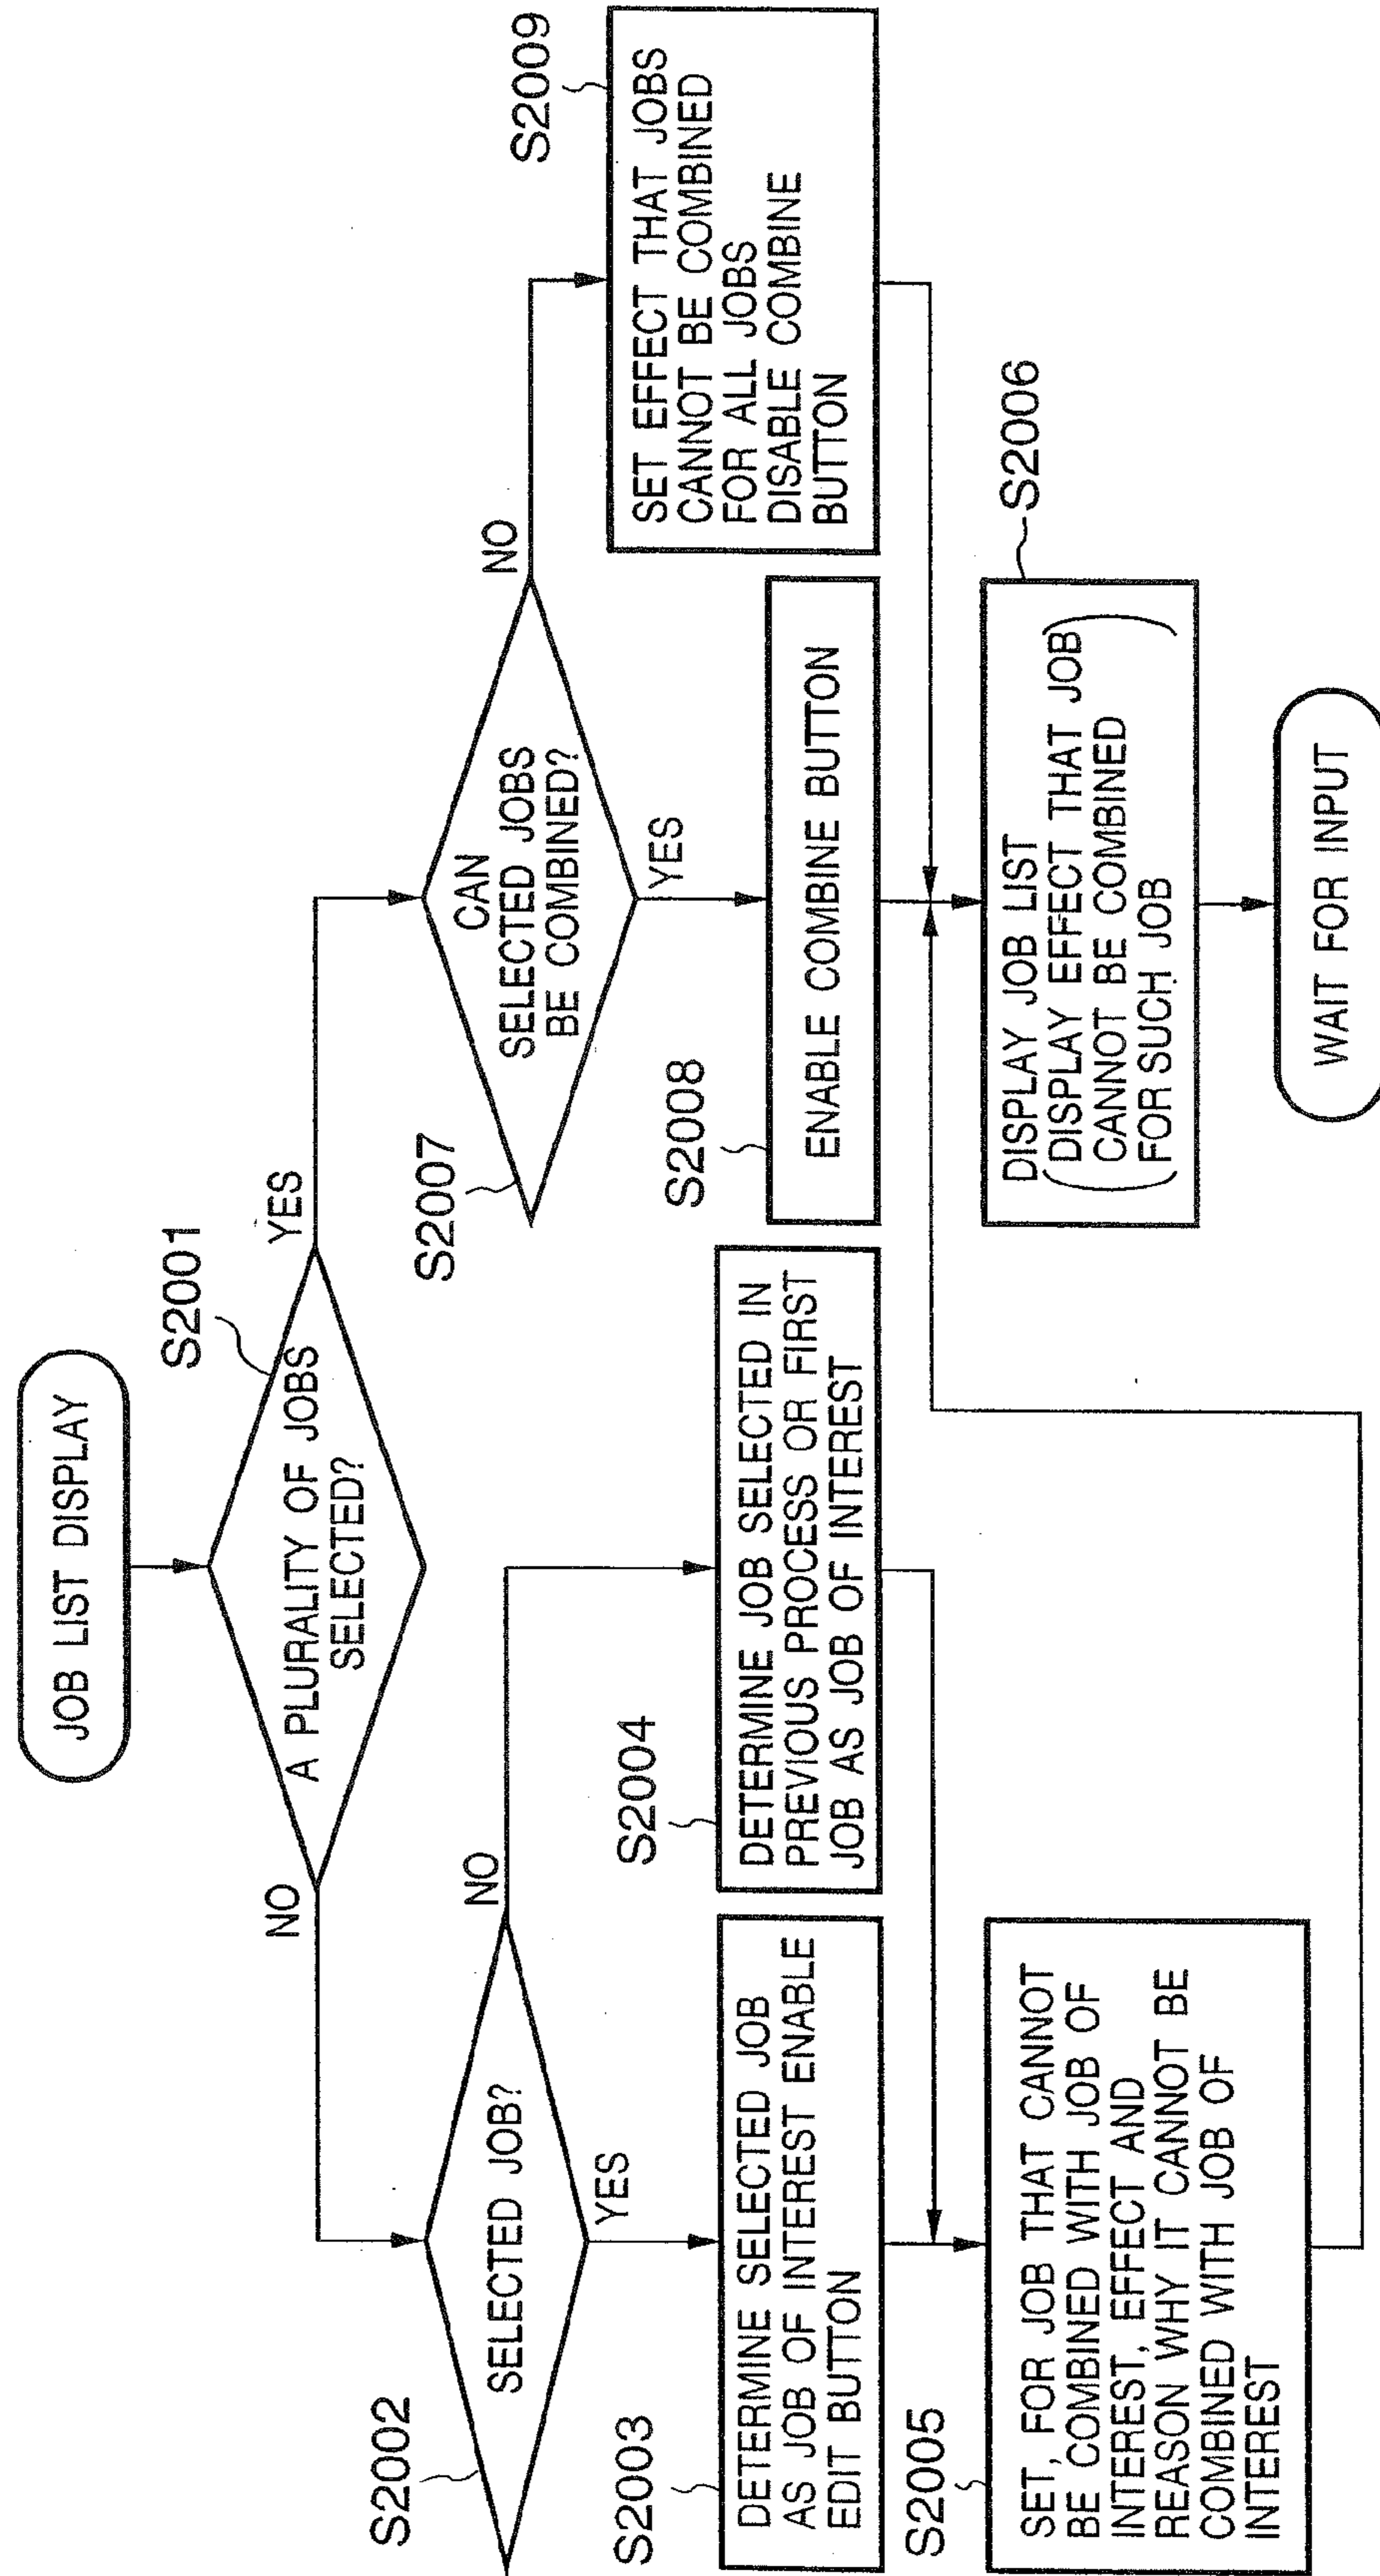 JOB LIST DISPLAY
S2001
A PLURALITY OF JOBS
SELECTED?
NO
YES
S2002
SELECTED JOB?
NO
YES
S2003
DETERMINE SELECTED JOB
AS JOB OF INTEREST ENABLE
EDIT BUTTON
S2004
DETERMINE JOB SELECTED IN
PREVIOUS PROCESS OR FIRST
JOB AS JOB OF INTEREST
S2005
SET, FOR JOB THAT CANNOT
BE COMBINED WITH JOB OF
INTEREST, EFFECT AND
REASON WHY IT CANNOT BE
COMBINED WITH JOB OF
INTEREST
S2007
CAN
SELECTED JOBS
BE COMBINED?
NO
YES
S2008
ENABLE COMBINE BUTTON
S2009
SET EFFECT THAT JOBS
CANNOT BE COMBINED
FOR ALL JOBS
DISABLE COMBINE
BUTTON
S2006
DISPLAY JOB LIST
(DISPLAY EFFECT THAT JOB
CANNOT BE COMBINED
FOR SUCH JOB)
WAIT FOR INPUT